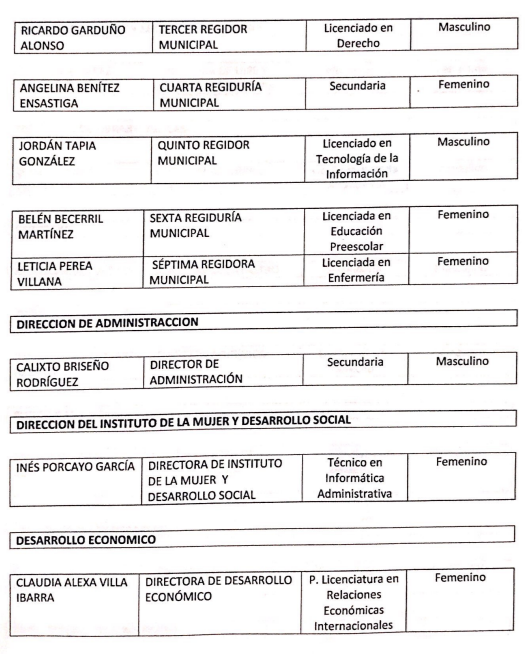 RICARDO GARDUÑO ALONSO TERCER REGIDOR MUNICIPAL Licenciado en Derecho Masculino
ANGELINA BENÍTEZ ENSASTIGA CUARTA REGIDURÍA MUNICIPAL Secundaria Femenino
JORDÁN TAPIA GONZÁLEZ QUINTO REGIDOR MUNICIPAL Licenciado en Tecnología de la Información Masculino
BELÉN BECERRIL MARTÍNEZ SEXTA REGIDURÍA MUNICIPAL Licenciada en Educación Preescolar Femenino
LETICIA PEREA VILLANA SÉPTIMA REGIDORA MUNICIPAL Licenciada en Enfermería Femenino
DIRECCION DE ADMINISTRACCION
CALIXTO BRISEÑO RODRÍGUEZ DIRECTOR DE ADMINISTRACIÓN Secundaria Masculino
DIRECCION DEL INSTITUTO DE LA MUJER Y DESARROLLO SOCIAL
INÉS PORCAYO GARCÍA DIRECTORA DE INSTITUTO DE LA MUJER Y DESARROLLO SOCIAL Técnico en Informática Administrativa Femenino
DESARROLLO ECONOMICO
CLAUDIA ALEXA VILLA IBARRA DIRECTORA DE DESARROLLO ECONÓMICO P. Licenciatura en Relaciones Económicas Internacionales Femenino